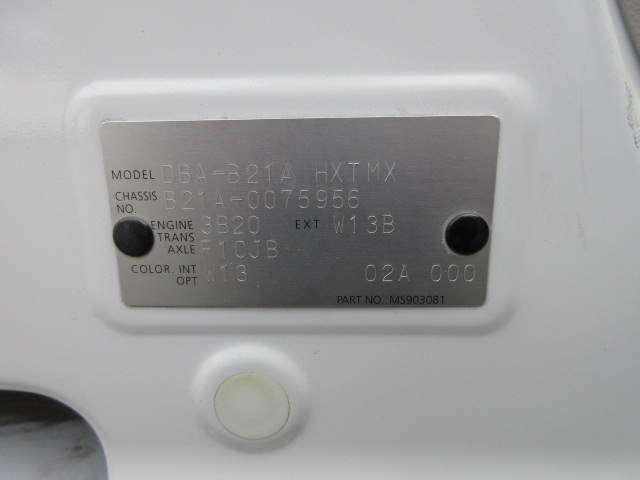 MODEL DBA-B21A HXTMX
CHASSIS NO. B21A-0075956
ENGINE 3B20 EXT W13B
TRANS AXLE F1CJB
COLOR. INT OPT W13 02A 000
PART NO. MS903081